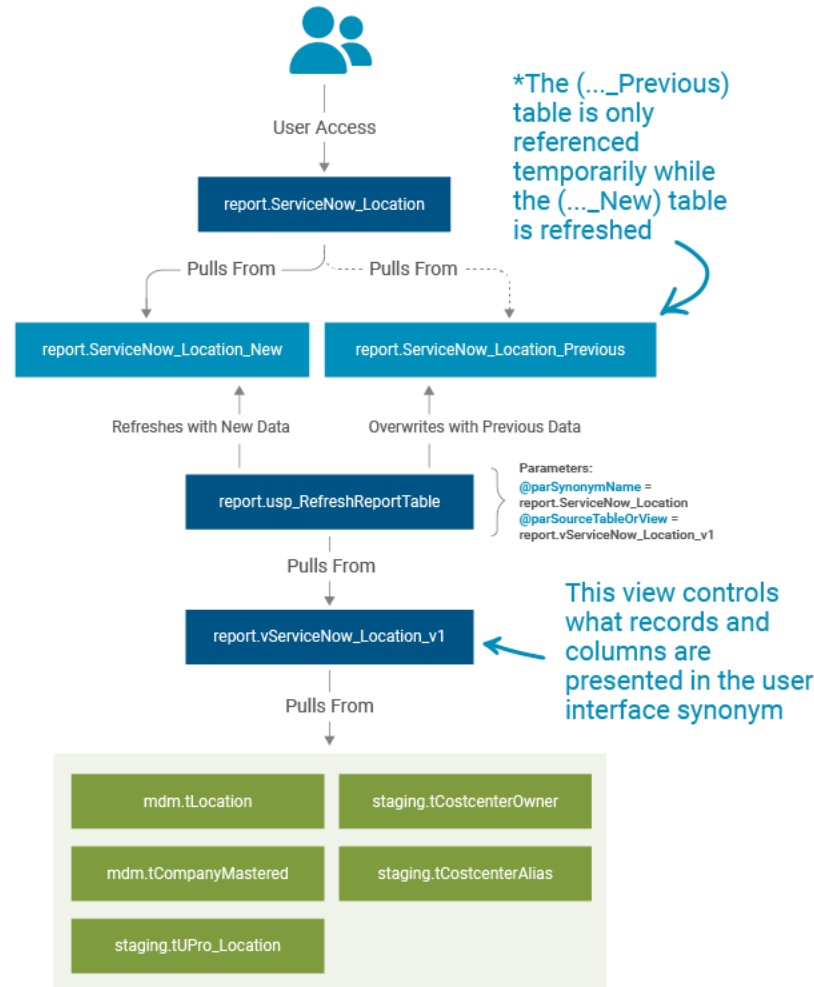 *The (..._Previous)
table is only
referenced
temporarily while
the (..._New) table
is refreshed
User Access
report.ServiceNow_Location
Pulls From
Pulls From
report.ServiceNow_Location_New
report.ServiceNow_Location_Previous
Refreshes with New Data
Overwrites with Previous Data
report.usp_RefreshReportTable
Parameters:
@parSynonymName =
report.ServiceNow_Location
@parSourceTableOrView =
report.vServiceNow_Location_v1
Pulls From
report.vServiceNow_Location_v1
This view controls
what records and
columns are
presented in the user
interface synonym
Pulls From
mdm.tLocation
staging.tCostcenterOwner
mdm.tCompanyMastered
staging.tCostcenterAlias
staging.tUPro_Location